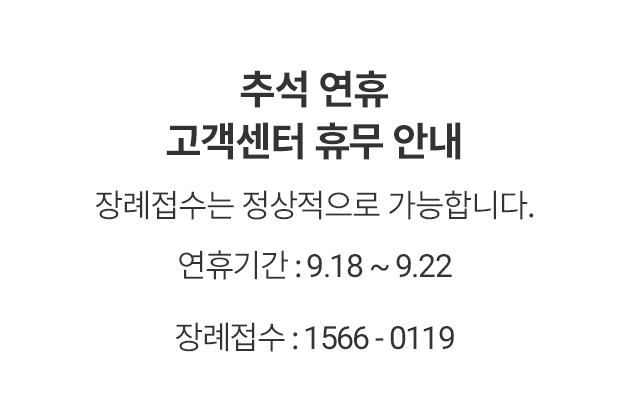 추석 연휴
고객센터 휴무 안내
장례접수는 정상적으로 가능합니다.
연휴기간 : 9.18 ~ 9.22
장례접수 : 1566 - 0119